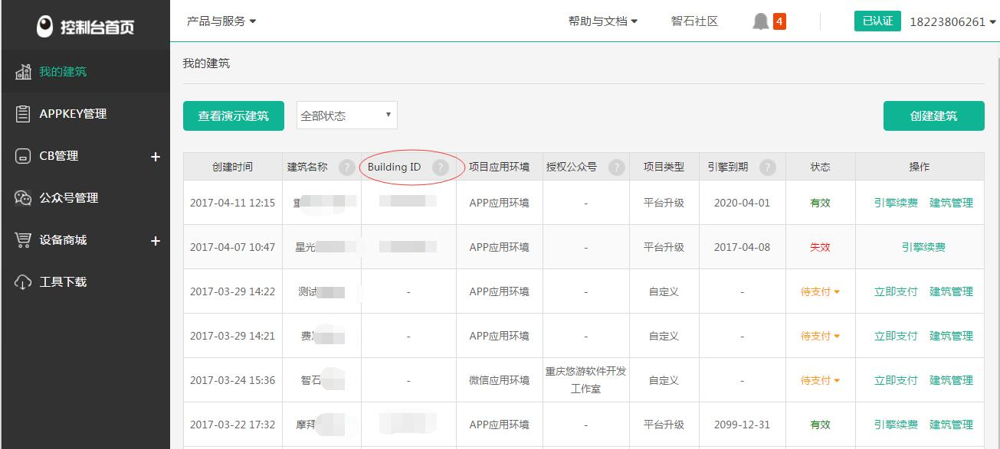 控制台首页
产品与服务
帮助与文档
智石社区
4
已认证
18223806261
我的建筑
APPKEY管理
CB管理
+
公众号管理
设备商城
+
工具下载
我的建筑
查看演示建筑
全部状态
创建建筑
创建时间 建筑名称 ? Building ID ? 项目应用环境 授权公众号 ? 项目类型 引擎到期 ? 状态 操作
2017-04-11 12:15 APP应用环境 - 平台升级 2020-04-01 有效 引擎续费 建筑管理
2017-04-07 10:47 星光 APP应用环境 - 平台升级 2017-04-08 失效 引擎续费
2017-03-29 14:22 测试 - APP应用环境 - 自定义 - 待支付 立即支付 建筑管理
2017-03-29 14:21 费 - APP应用环境 - 自定义 - 待支付 立即支付 建筑管理
2017-03-24 15:36 智石 - 微信应用环境 重庆悠游软件开发 自定义 - 待支付 立即支付 建筑管理
工作室
2017-03-22 17:32 摩拜 APP应用环境 - 平台升级 2099-12-31 有效 引擎续费 建筑管理